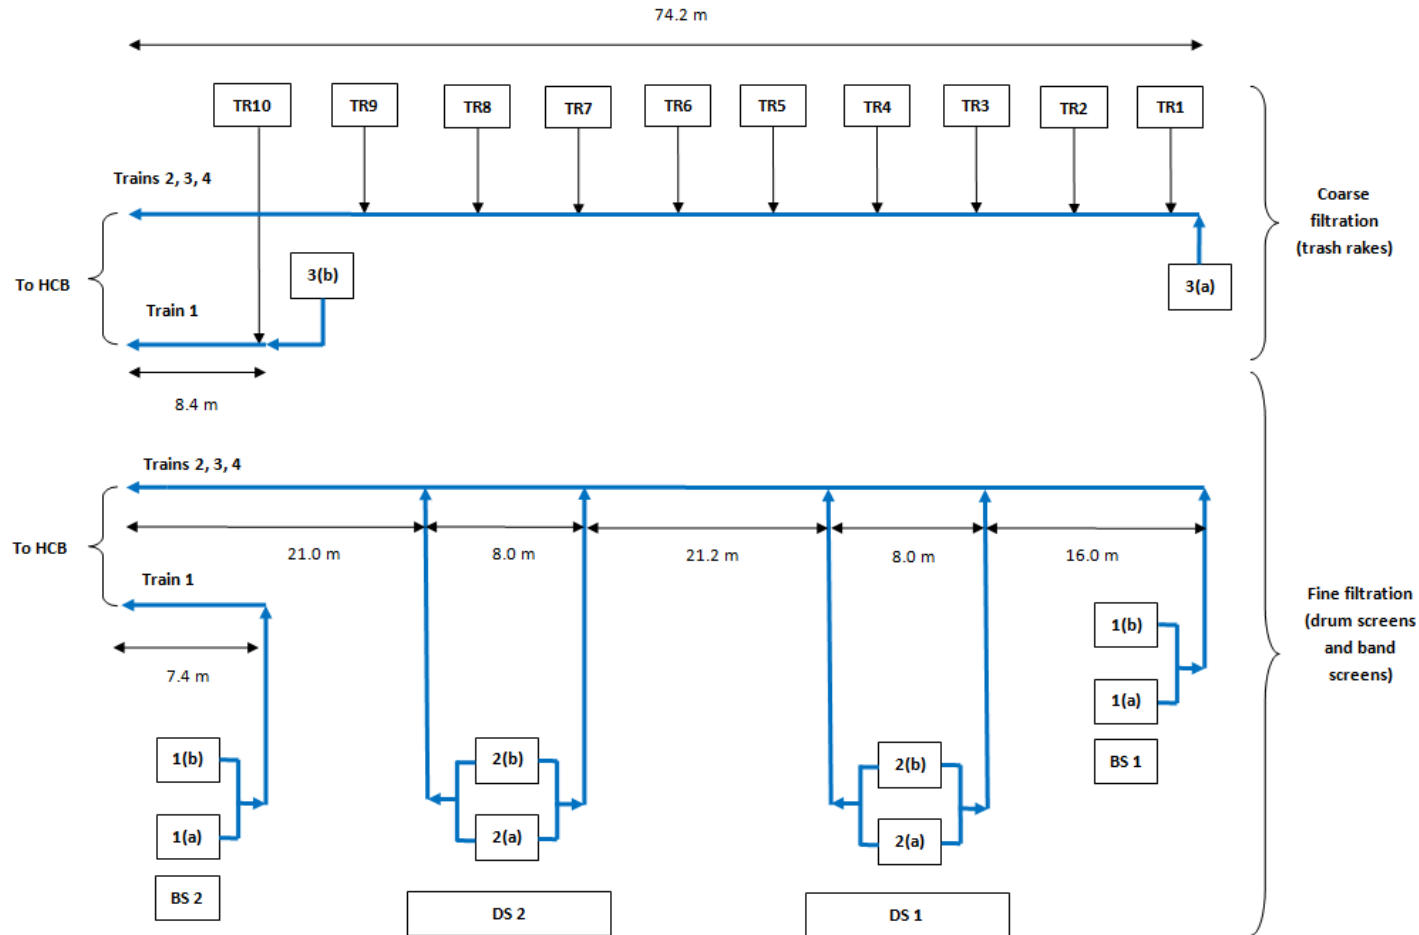 74.2 m
TR10
TR9
TR8
TR7
TR6
TR5
TR4
TR3
TR2
TR1
Trains 2, 3, 4
Coarse
filtration
(trash rakes)
3(b)
3(a)
To HCB
Train 1
8.4 m
Trains 2, 3, 4
To HCB
21.0 m
8.0 m
21.2 m
8.0 m
16.0 m
Train 1
7.4 m
Fine filtration
(drum screens
and band
screens)
1(b)
1(a)
BS 1
1(b)
1(a)
BS 2
2(b)
2(a)
DS 2
2(b)
2(a)
DS 1